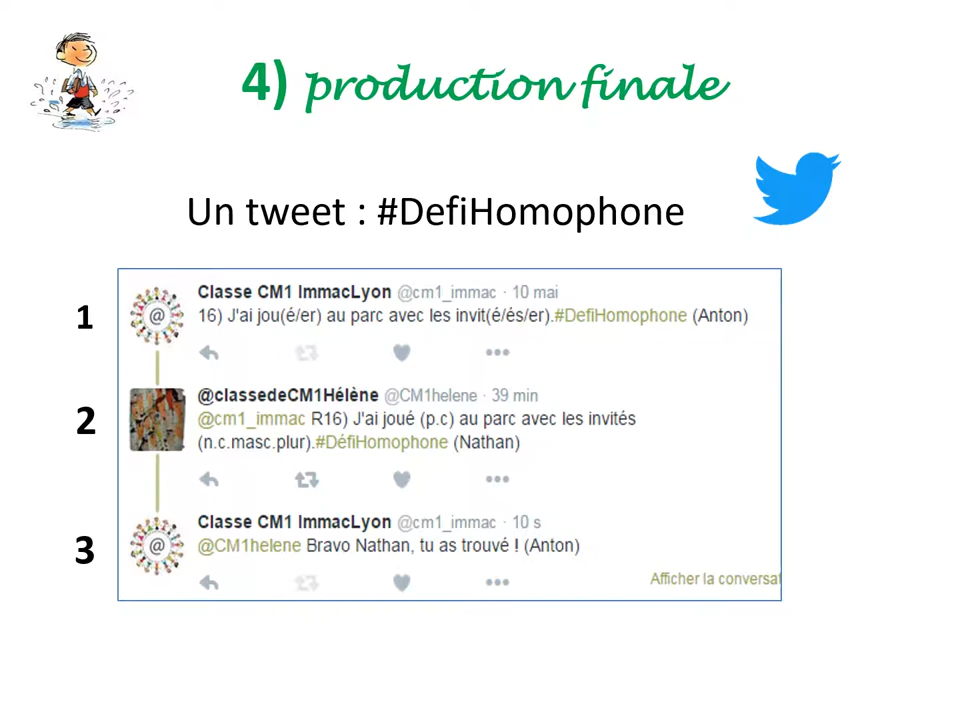 4) production finale
Un tweet : #DefiHomophone
1
Classe CM1 ImmacLyon @cm1_immac · 10 mai
16) J'ai jou(é/er) au parc avec les invit(é/és/er).#DefiHomophone (Anton)
2
@classedeCM1Hélène @CM1helene · 39 min
@cm1_immac R16) J'ai joué (p.c) au parc avec les invités
(n.c.masc.plur).#DéfiHomophone (Nathan)
3
Classe CM1 ImmacLyon @cm1_immac · 10 s
@CM1helene Bravo Nathan, tu as trouvé ! (Anton)
Afficher la conversat